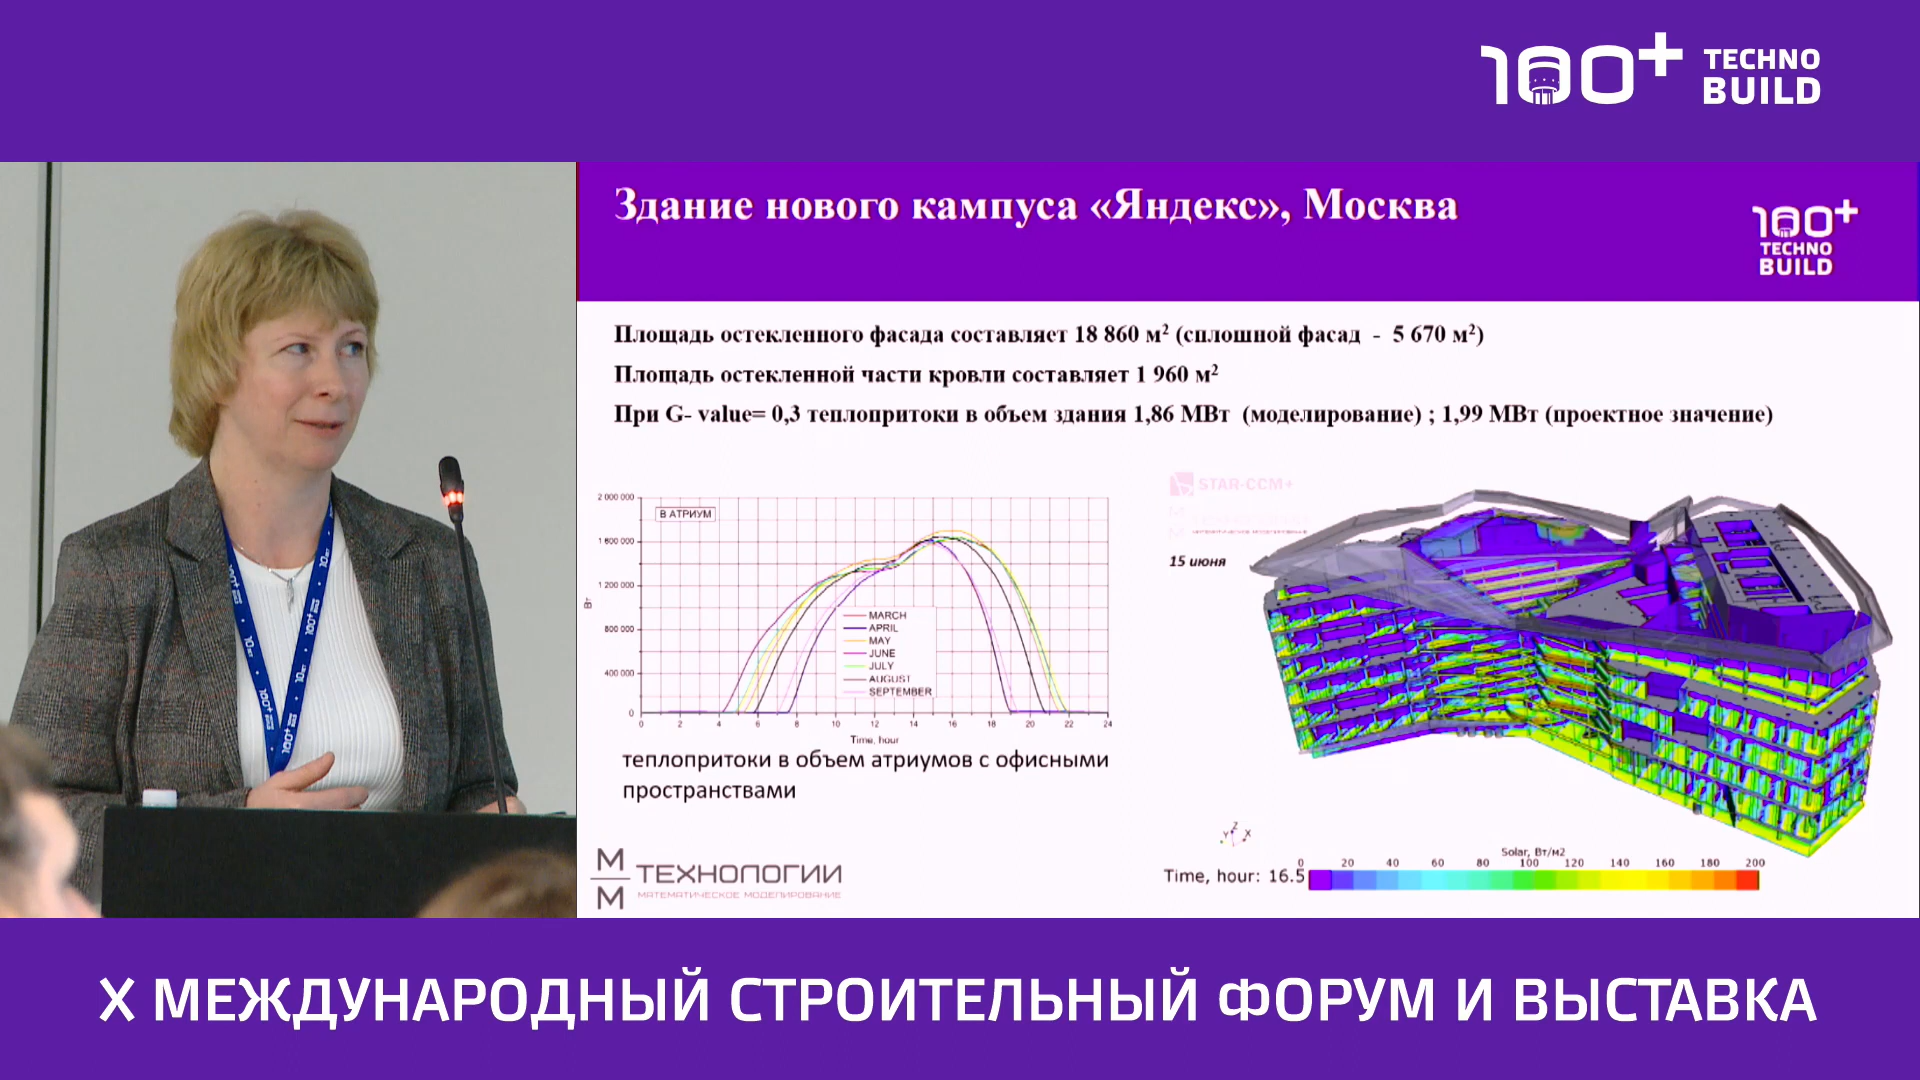 100+ TECHNO
BUILD
Здание нового кампуса «Яндекс», Москва
100+
TECHNO
BUILD
Площадь остекленного фасада составляет 18 860 м² (сплошной фасад - 5 670 м²)
Площадь остекленной части кровли составляет 1 960 м²
При G- value= 0,3 теплопритоки в объем здания 1,86 МВт (моделирование) ; 1,99 МВт (проектное значение)
2 000 000
1 600 000
1 200 000
800 000
400 000
0
Вт
В АТРИУМ
MARCH
APRIL
MAY
JUNE
JULY
AUGUST
SEPTEMBER
0 2 4 6 8 10 12 14 16 18 20 22 24
Time, hour
теплопритоки в объем атриумов с офисными
пространствами
М
М
ТЕХНОЛОГИИ
МАТЕМАТИЧЕСКОЕ МОДЕЛИРОВАНИЕ
STAR-CCM+
15 июня
Z
Y X
Solar, Вт/м2
0 20 40 60 80 100 120 140 160 180 200
Time, hour: 16.5
X МЕЖДУНАРОДНЫЙ СТРОИТЕЛЬНЫЙ ФОРУМ И ВЫСТАВКА